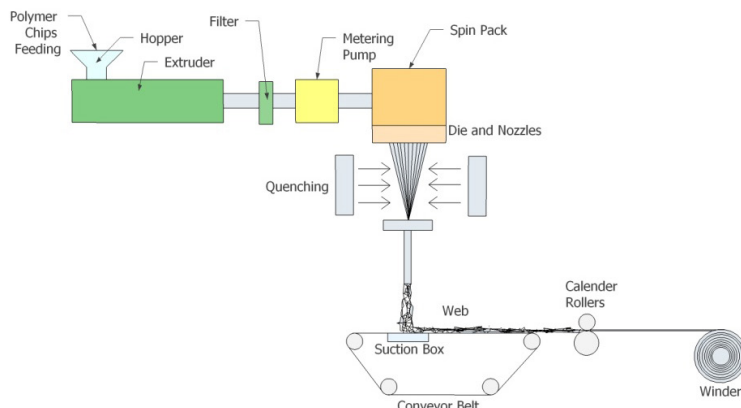 Polymer
Chips
Feeding
Hopper
Extruder
Filter
Metering
Pump
Spin Pack
Die and Nozzles
Quenching
Web
Calender
Rollers
Suction Box
Winder
Conveyor Belt